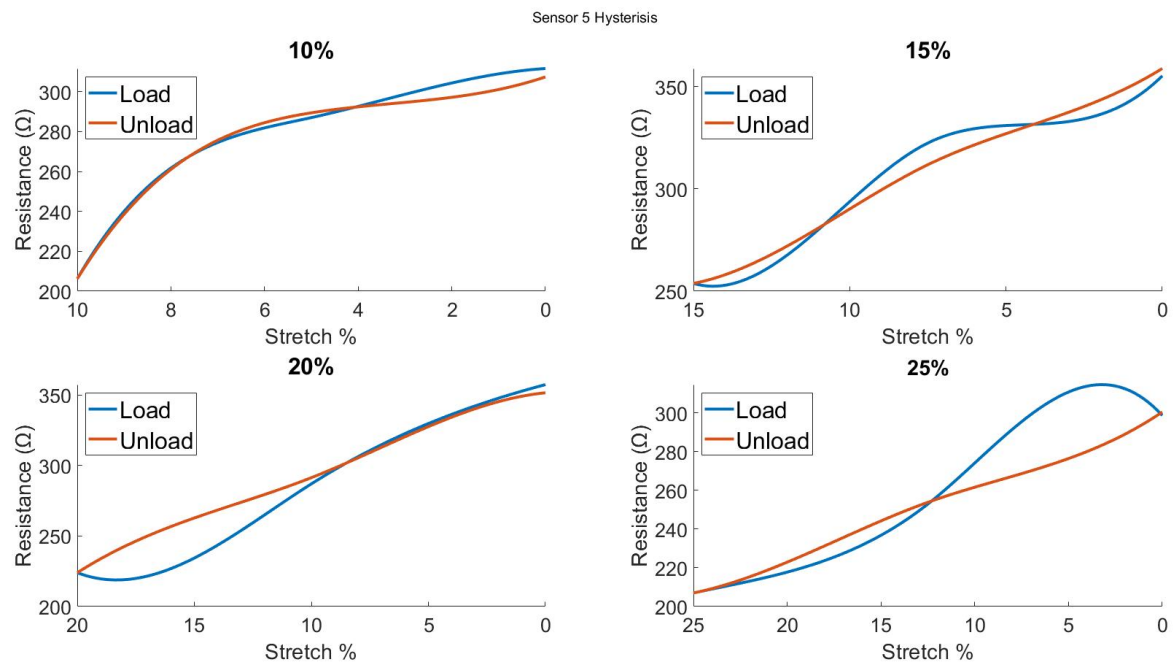 Sensor 5 Hysterisis
10%
Load
Unload
Resistance (Ω)
300
280
260
240
220
200
10 8 6 4 2 0
Stretch %
15%
Load
Unload
Resistance (Ω)
350
300
250
15 10 5 0
Stretch %
20%
Load
Unload
Resistance (Ω)
350
300
250
200
20 15 10 5 0
Stretch %
25%
Load
Unload
Resistance (Ω)
300
280
260
240
220
200
25 20 15 10 5 0
Stretch %